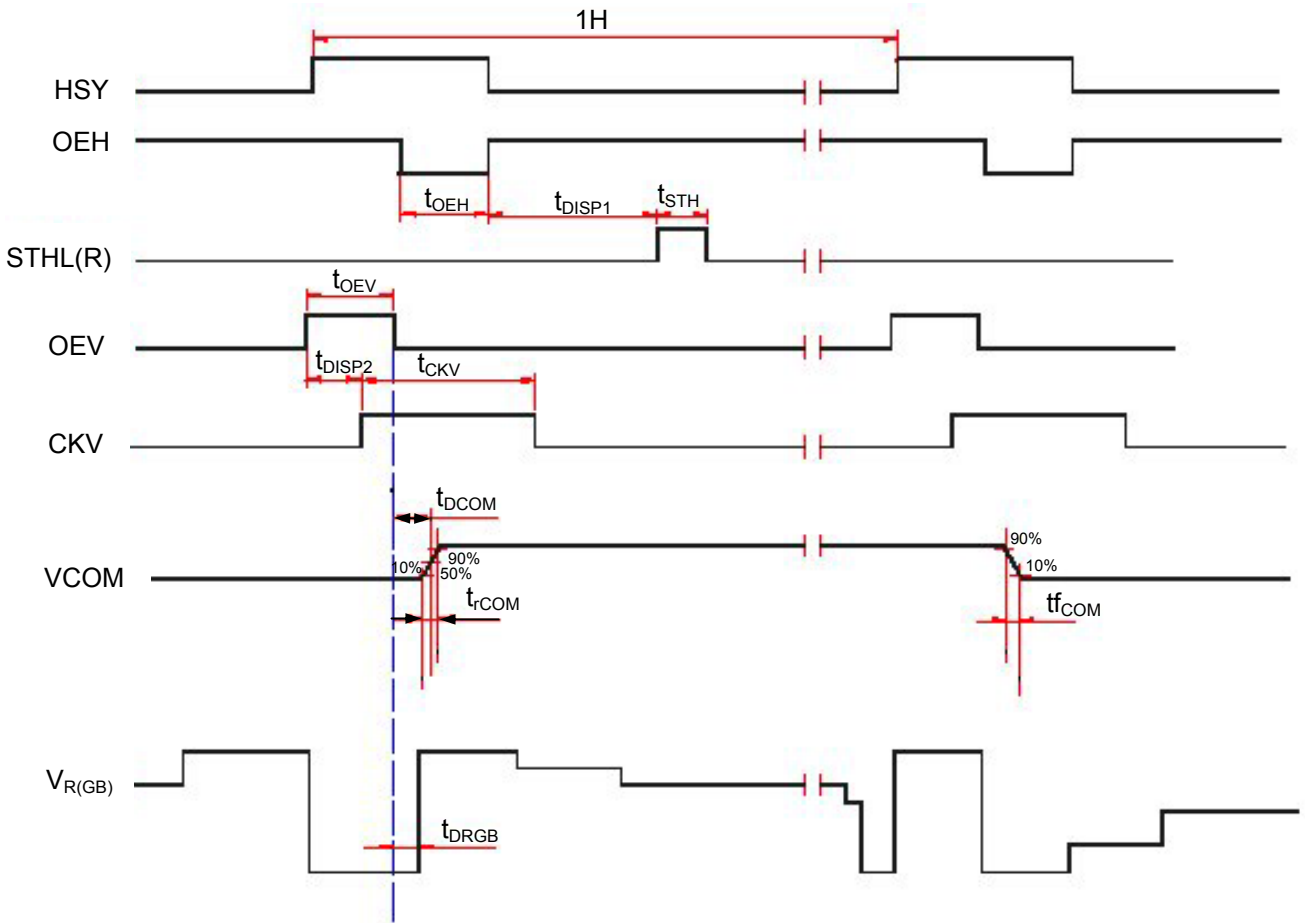 1H
HSY
OEH
tOEH
tDISP1
tSTH
STHL(R)
tOEV
OEV
tDISP2
tCKV
CKV
tDCOM
90%
90%
10%
50%
10%
VCOM
trCOM
tfCOM
VR(GB)
tDRGB